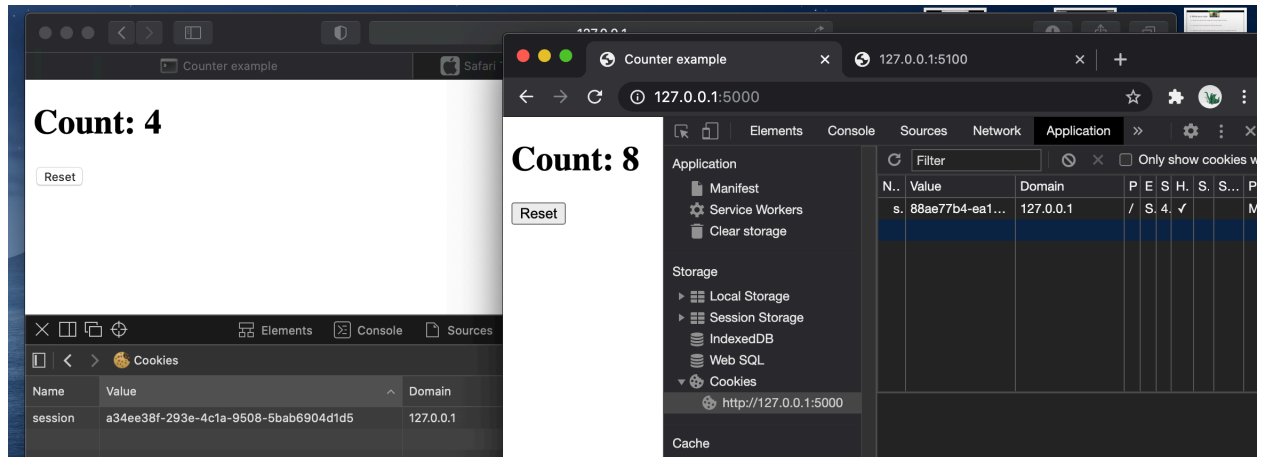 127.0.0.1
Counter example
Safari
Count: 4
Reset
Elements
Console
Sources
Cookies
Name Value Domain
session a34ee38f-293e-4c1a-9508-5bab6904d1d5 127.0.0.1
Counter example
127.0.0.1:5100
127.0.0.1:5000
Count: 8
Reset
Elements Console Sources Network Application »
Application
Manifest
Service Workers
Clear storage
Storage
Local Storage
Session Storage
IndexedDB
Web SQL
Cookies
http://127.0.0.1:5000
Cache
Filter
Only show cookies w
N.. Value Domain P E S H. S. S... P
s. 88ae77b4-ea1... 127.0.0.1 / S. 4. ✓ M